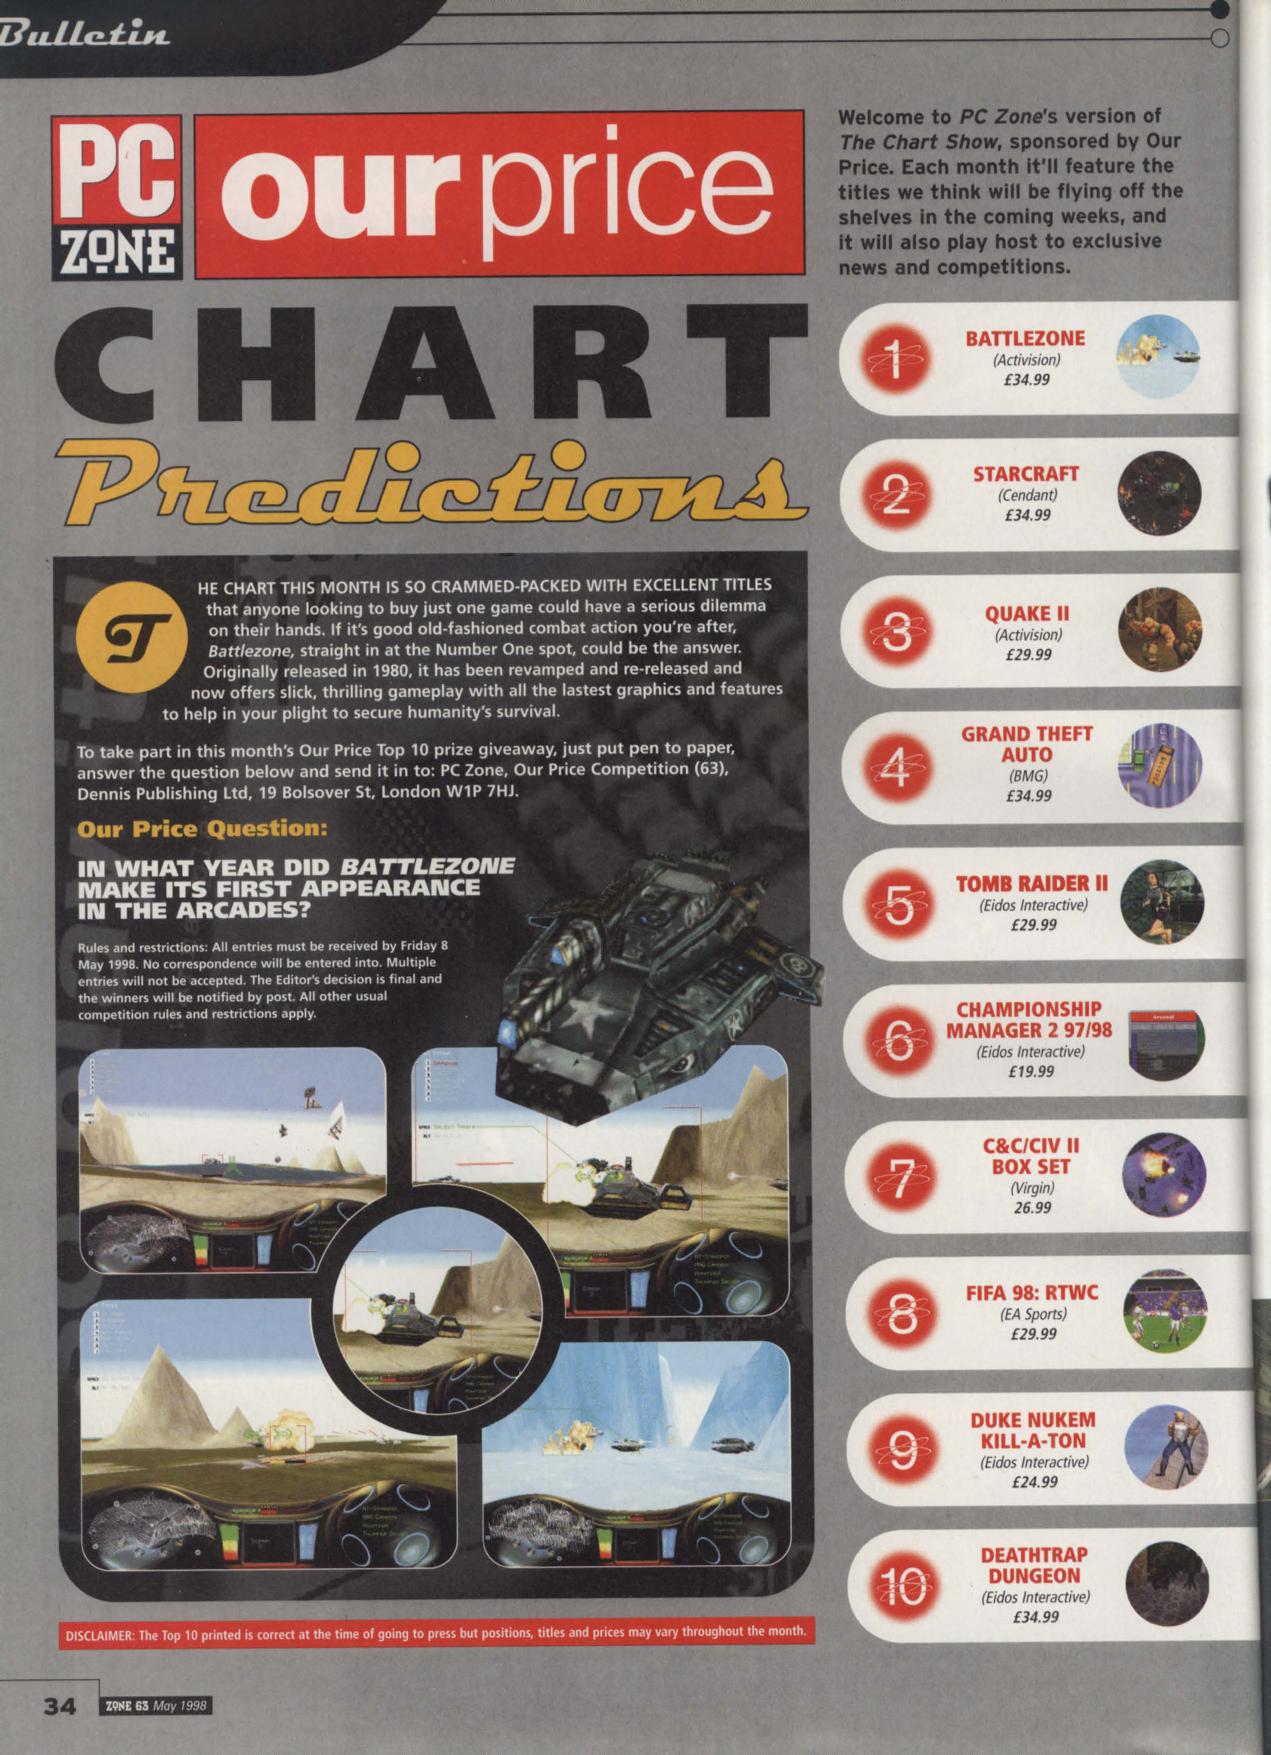 Bulletin
PC
ZONE
ourprice
CHART
Predictions
Welcome to PC Zone's version of
The Chart Show, sponsored by Our
Price. Each month it'll feature the
titles we think will be flying off the
shelves in the coming weeks, and
it will also play host to exclusive
news and competitions.
THE CHART THIS MONTH IS SO CRAMMED-PACKED WITH EXCELLENT TITLES
that anyone looking to buy just one game could have a serious dilemma
on their hands. If it's good old-fashioned combat action you're after,
Battlezone, straight in at the Number One spot, could be the answer.
Originally released in 1980, it has been revamped and re-released and
now offers slick, thrilling gameplay with all the lastest graphics and features
to help in your plight to secure humanity's survival.
To take part in this month's Our Price Top 10 prize giveaway, just put pen to paper,
answer the question below and send it in to: PC Zone, Our Price Competition (63),
Dennis Publishing Ltd, 19 Bolsover St, London W1P 7HJ.
Our Price Question:
IN WHAT YEAR DID BATTLEZONE
MAKE ITS FIRST APPEARANCE
IN THE ARCADES?
Rules and restrictions: All entries must be received by Friday 8
May 1998. No correspondence will be entered into. Multiple
entries will not be accepted. The Editor's decision is final and
the winners will be notified by post. All other usual
competition rules and restrictions apply.
1
BATTLEZONE
(Activision)
£34.99
2
STARCRAFT
(Cendant)
£34.99
3
QUAKE II
(Activision)
£29.99
4
GRAND THEFT
AUTO
(BMG)
£34.99
5
TOMB RAIDER II
(Eidos Interactive)
£29.99
6
CHAMPIONSHIP
MANAGER 2 97/98
(Eidos Interactive)
£19.99
Arsenal
7
C&C/CIV II
BOX SET
(Virgin)
26.99
8
FIFA 98: RTWC
(EA Sports)
£29.99
9
DUKE NUKEM
KILL-A-TON
(Eidos Interactive)
£24.99
10
DEATHTRAP
DUNGEON
(Eidos Interactive)
£34.99
DISCLAIMER: The Top 10 printed is correct at the time of going to press but positions, titles and prices may vary throughout the month.
34
ZONE 63 May 1998